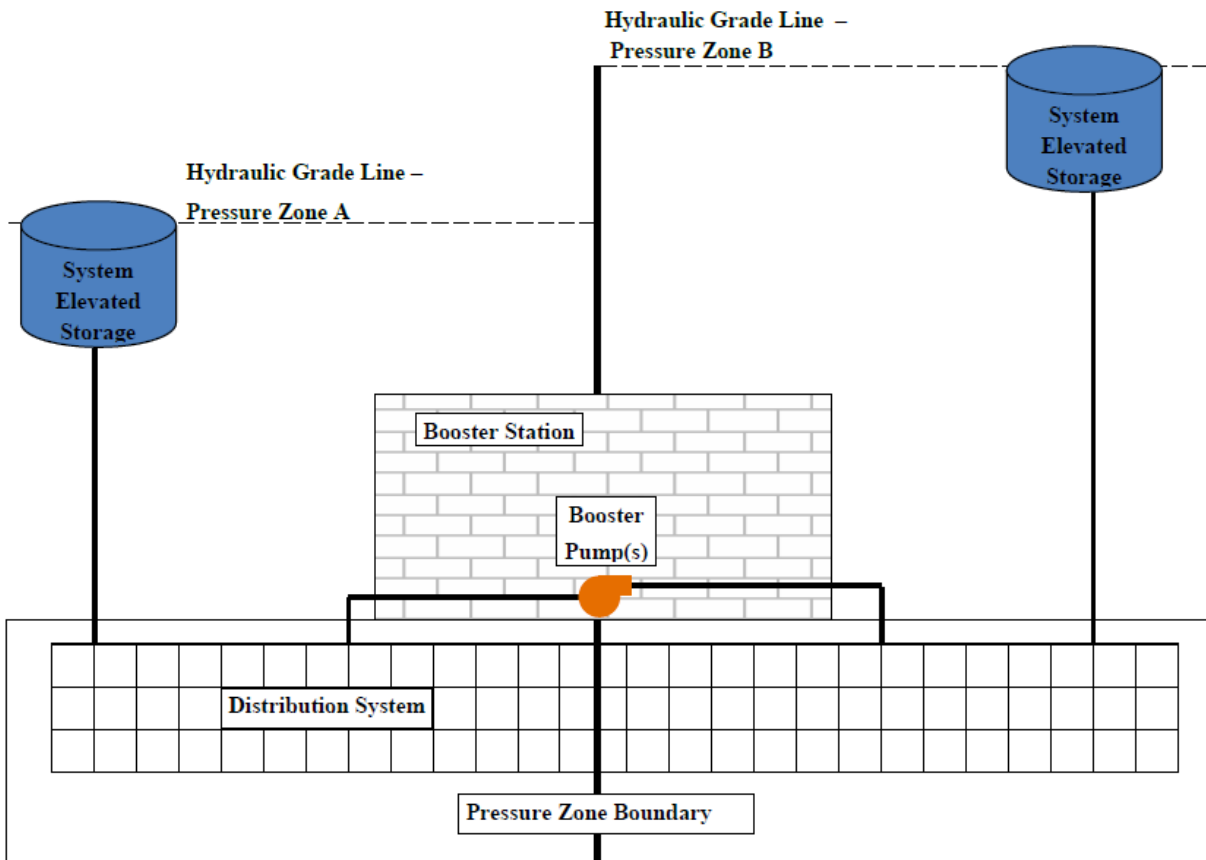 Hydraulic Grade Line –
Pressure Zone B
System
Elevated
Storage
Hydraulic Grade Line –
Pressure Zone A
System
Elevated
Storage
Booster Station
Booster
Pump(s)
Distribution System
Pressure Zone Boundary